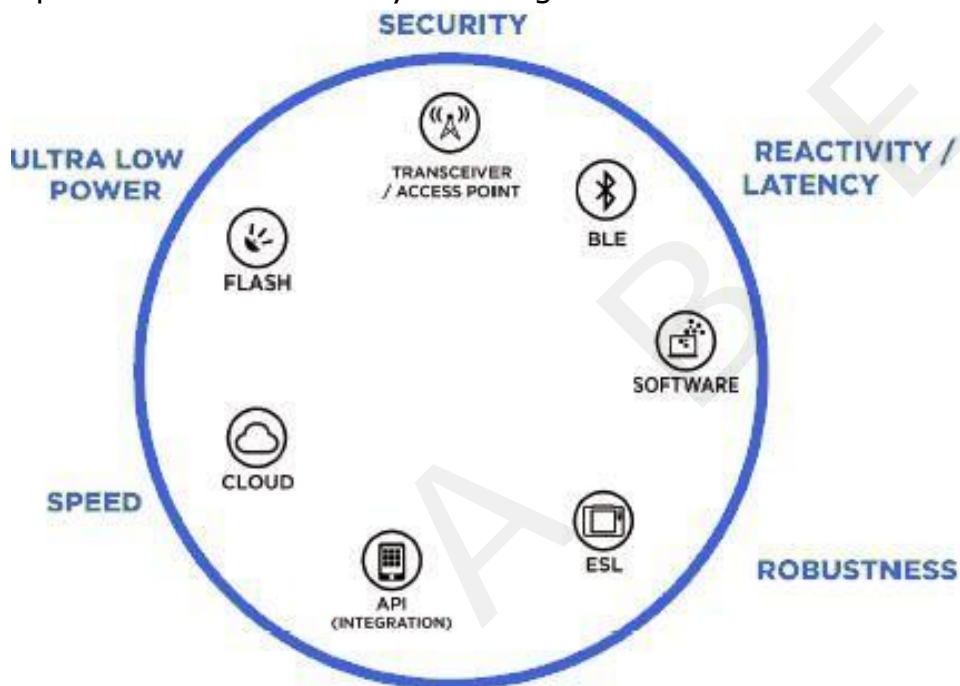 SECURITY
ULTRA LOW
POWER
REACTIVITY /
LATENCY
TRANSCEIVER
/ ACCESS POINT
BLE
FLASH
SOFTWARE
CLOUD
SPEED
ESL
ROBUSTNESS
API
(INTEGRATION)
A B E